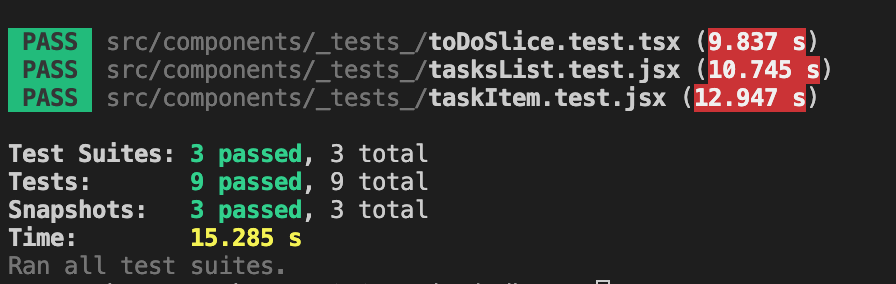 PASS src/components/_tests_/toDoSlice.test.tsx (9.837 s)
PASS src/components/_tests_/tasksList.test.jsx (10.745 s)
PASS src/components/_tests_/taskItem.test.jsx (12.947 s)
Test Suites: 3 passed, 3 total
Tests: 9 passed, 9 total
Snapshots: 3 passed, 3 total
Time: 15.285 s
Ran all test suites.